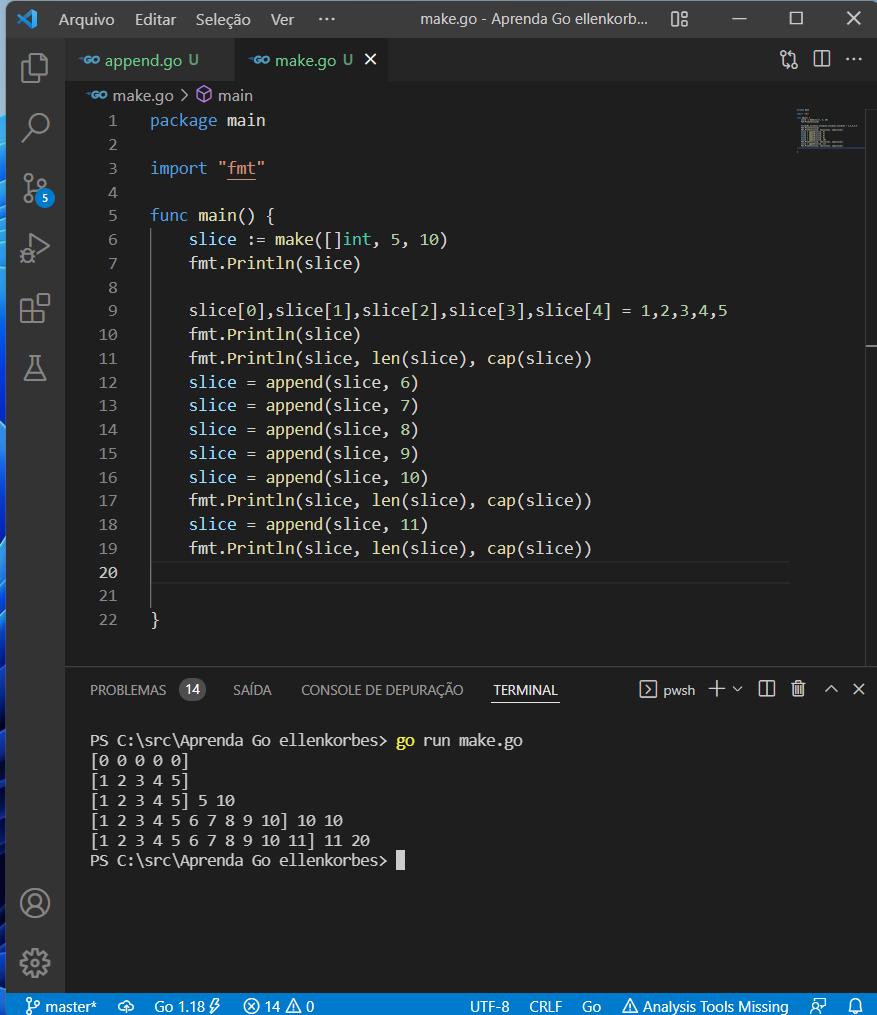 Arquivo Editar Seleção Ver ··· make.go - Aprenda Go ellenkorb...
append.go U make.go U
make.go > main
1 package main
2
3 import "fmt"
4
5 func main() {
6 slice := make([]int, 5, 10)
7 fmt.Println(slice)
8
9 slice[0],slice[1],slice[2],slice[3],slice[4] = 1,2,3,4,5
10 fmt.Println(slice)
11 fmt.Println(slice, len(slice), cap(slice))
12 slice = append(slice, 6)
13 slice = append(slice, 7)
14 slice = append(slice, 8)
15 slice = append(slice, 9)
16 slice = append(slice, 10)
17 fmt.Println(slice, len(slice), cap(slice))
18 slice = append(slice, 11)
19 fmt.Println(slice, len(slice), cap(slice))
20
21
22 }
5
PROBLEMAS 14 SAÍDA CONSOLE DE DEPURAÇÃO TERMINAL pwsh
PS C:\src\Aprenda Go ellenkorbes> go run make.go
[0 0 0 0 0]
[1 2 3 4 5]
[1 2 3 4 5] 5 10
[1 2 3 4 5 6 7 8 9 10] 10 10
[1 2 3 4 5 6 7 8 9 10 11] 11 20
PS C:\src\Aprenda Go ellenkorbes>
master* Go 1.18 14 0 UTF-8 CRLF Go Analysis Tools Missing